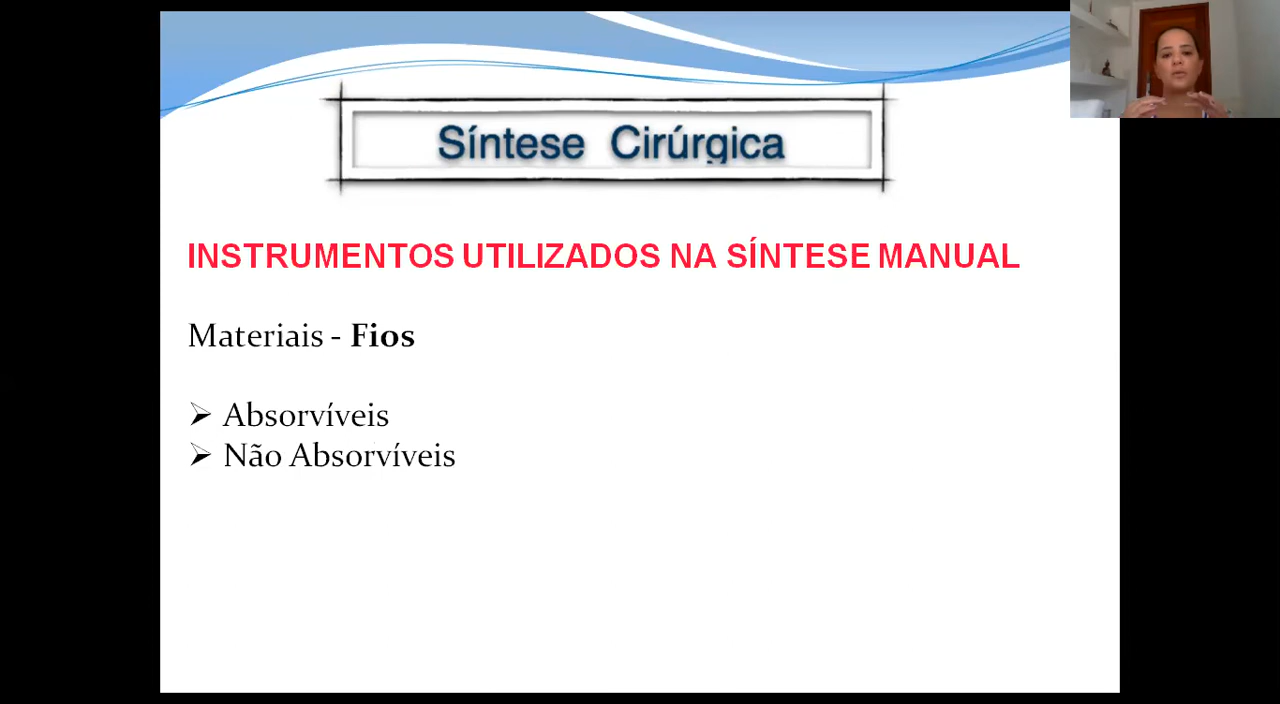 Síntese Cirúrgica
INSTRUMENTOS UTILIZADOS NA SÍNTESE MANUAL
Materiais - Fios
Absorvíveis
Não Absorvíveis